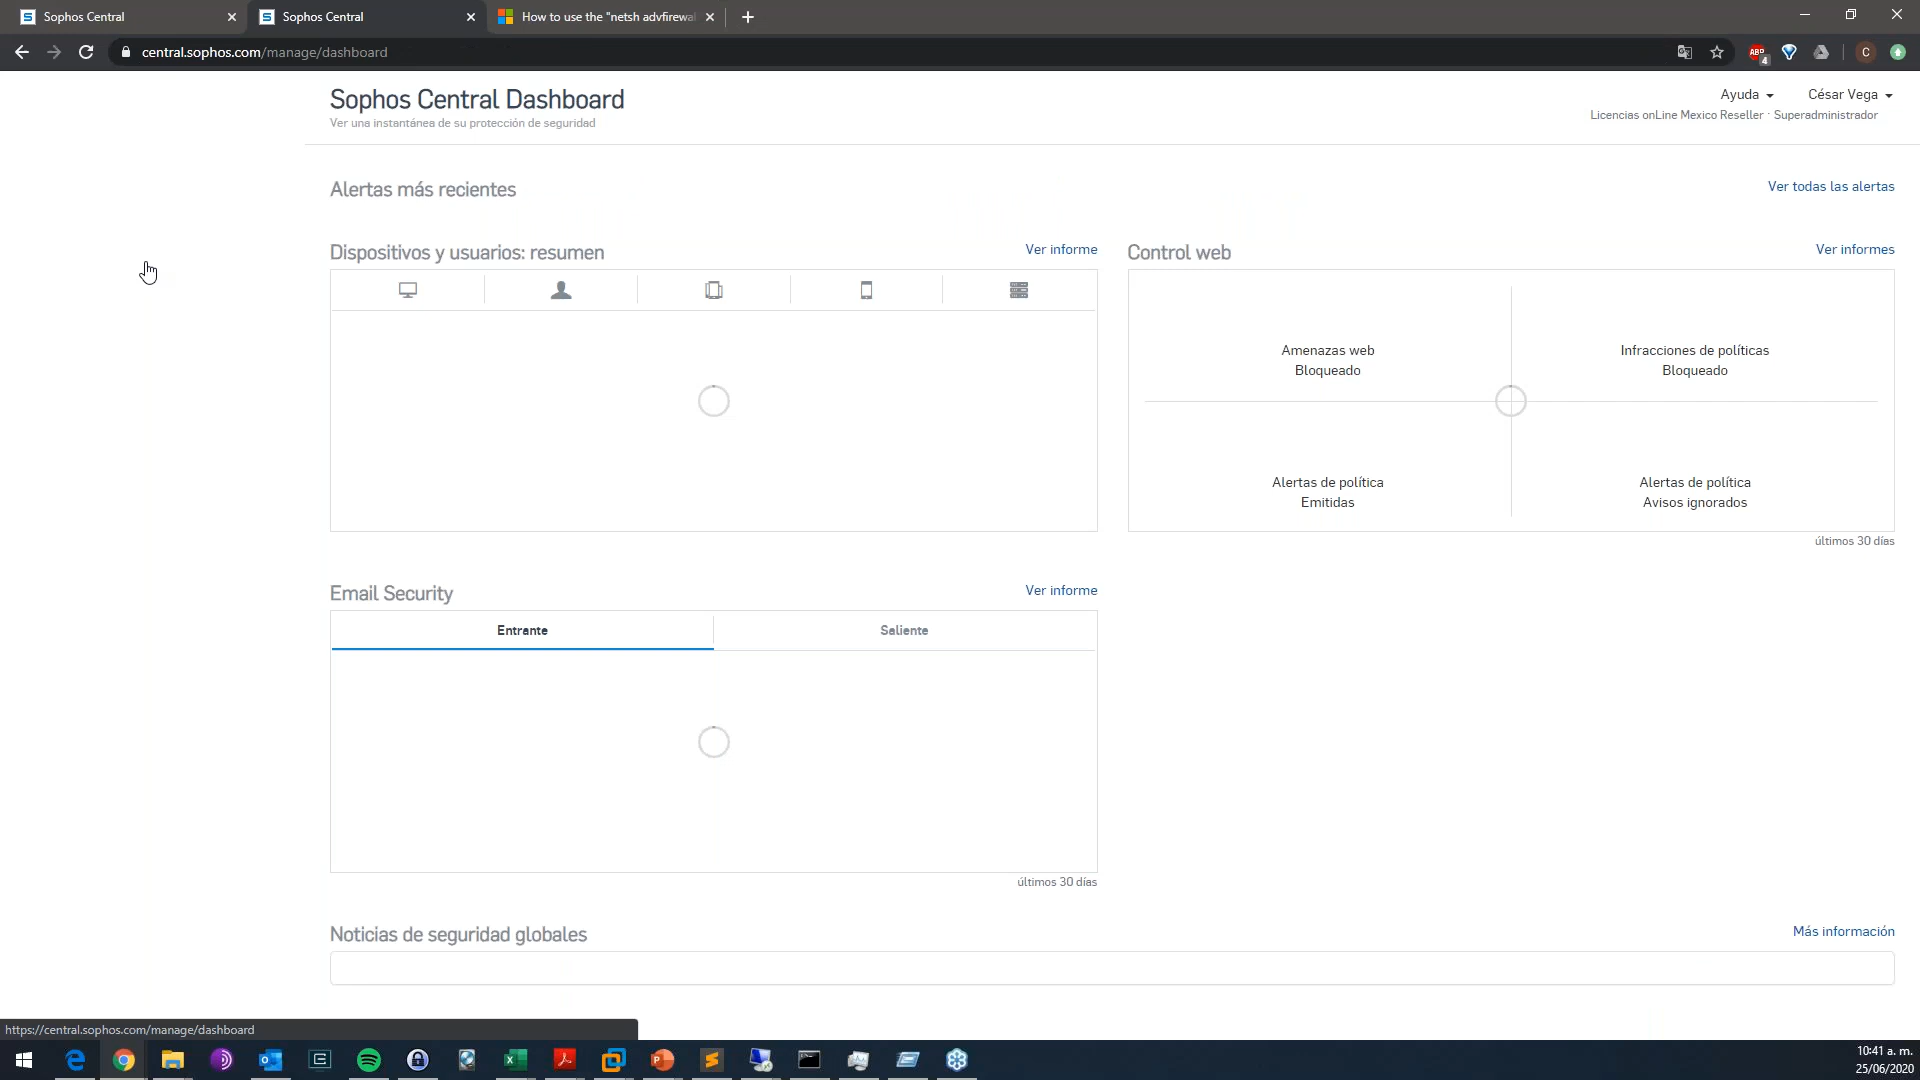 Sophos Central
Sophos Central
How to use the "netsh advfirewal
central.sophos.com/manage/dashboard
ABP
4
C
Sophos Central Dashboard
Ver una instantánea de su protección de seguridad
Ayuda
César Vega
Licencias onLine Mexico Reseller · Superadministrador
Alertas más recientes
Ver todas las alertas
Dispositivos y usuarios: resumen
Ver informe
Control web
Ver informes
Amenazas web
Bloqueado
Infracciones de políticas
Bloqueado
Alertas de política
Emitidas
Alertas de política
Avisos ignorados
últimos 30 días
Email Security
Ver informe
Entrante
Saliente
últimos 30 días
Noticias de seguridad globales
Más información
https://central.sophos.com/manage/dashboard
10:41 a. m.
25/06/2020